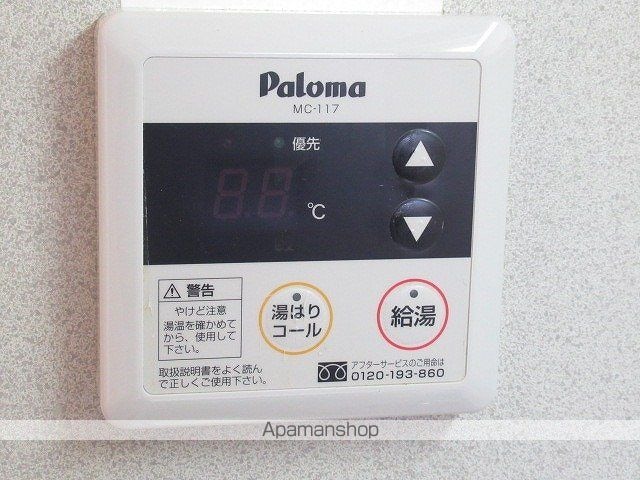 Paloma
MC-117
優先
88
℃
▲
▼
⚠ 警告
やけど注意
湯温を確かめて
から、使用して
下さい。
取扱説明書をよく読ん
で正しくご使用下さい。
湯はり
コール
給湯
アフターサービスのご用命は
0120-193-860
Apamanshop